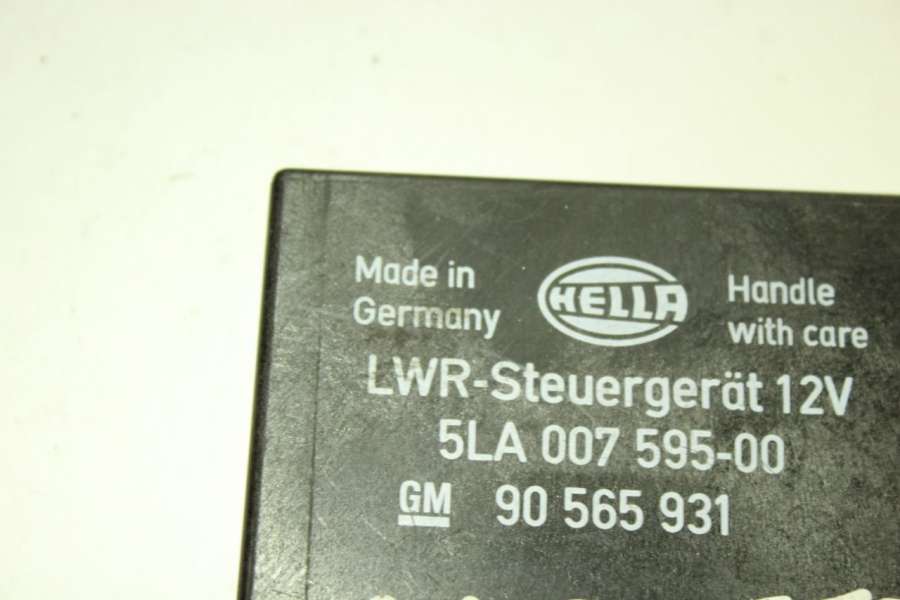 Made in
Germany
HELLA
Handle
with care
LWR-Steuergerät 12V
5LA 007 595-00
GM 90 565 931